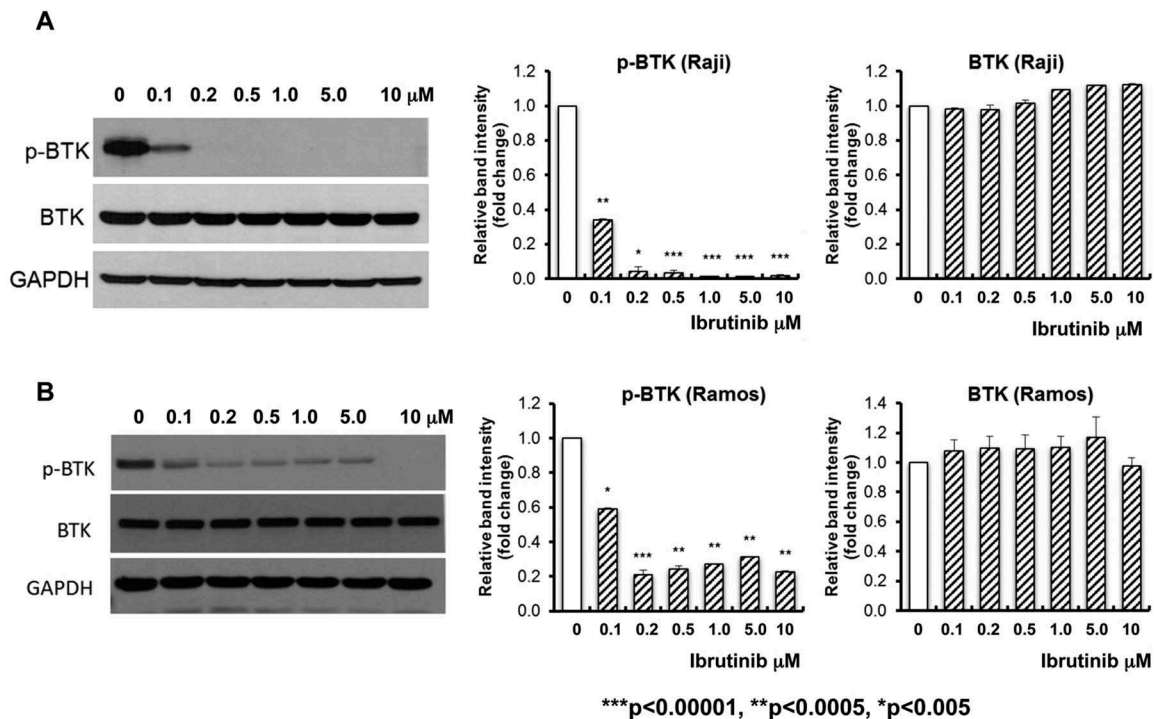 A
0 0.1 0.2 0.5 1.0 5.0 10 μM
p-BTK
BTK
GAPDH
p-BTK (Raji)
Relative band intensity
(fold change)
1.2
1.0
0.8
0.6
0.4
0.2
0.0
** * *** *** *** ***
0 0.1 0.2 0.5 1.0 5.0 10
Ibrutinib μM
BTK (Raji)
Relative band intensity
(fold change)
1.2
1.0
0.8
0.6
0.4
0.2
0.0
0 0.1 0.2 0.5 1.0 5.0 10
Ibrutinib μM
B
0 0.1 0.2 0.5 1.0 5.0 10 μM
p-BTK
BTK
GAPDH
p-BTK (Ramos)
Relative band intensity
(fold change)
1.2
1.0
0.8
0.6
0.4
0.2
0.0
* *** ** ** ** **
0 0.1 0.2 0.5 1.0 5.0 10
Ibrutinib μM
BTK (Ramos)
Relative band intensity
(fold change)
1.4
1.2
1.0
0.8
0.6
0.4
0.2
0.0
0 0.1 0.2 0.5 1.0 5.0 10
Ibrutinib μM
***p<0.00001, **p<0.0005, *p<0.005